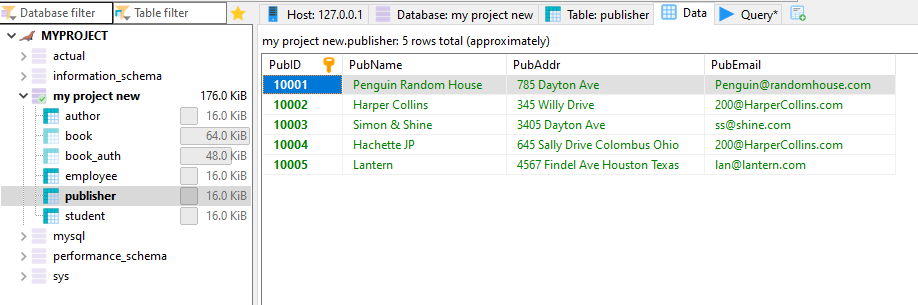 Database filter Table filter
Host: 127.0.0.1 Database: my project new Table: publisher Data Query*
MYPROJECT
actual
information_schema
my project new 176.0 KiB
author 16.0 KiB
book 64.0 KiB
book_auth 48.0 KiB
employee 16.0 KiB
publisher 16.0 KiB
student 16.0 KiB
mysql
performance_schema
sys
my project new.publisher: 5 rows total (approximately)
PubID PubName PubAddr PubEmail
10001 Penguin Random House 785 Dayton Ave Penguin@randomhouse.com
10002 Harper Collins 345 Willy Drive 200@HarperCollins.com
10003 Simon & Shine 3405 Dayton Ave ss@shine.com
10004 Hachette JP 645 Sally Drive Colombus Ohio 200@HarperCollins.com
10005 Lantern 4567 Findel Ave Houston Texas lan@lantern.com